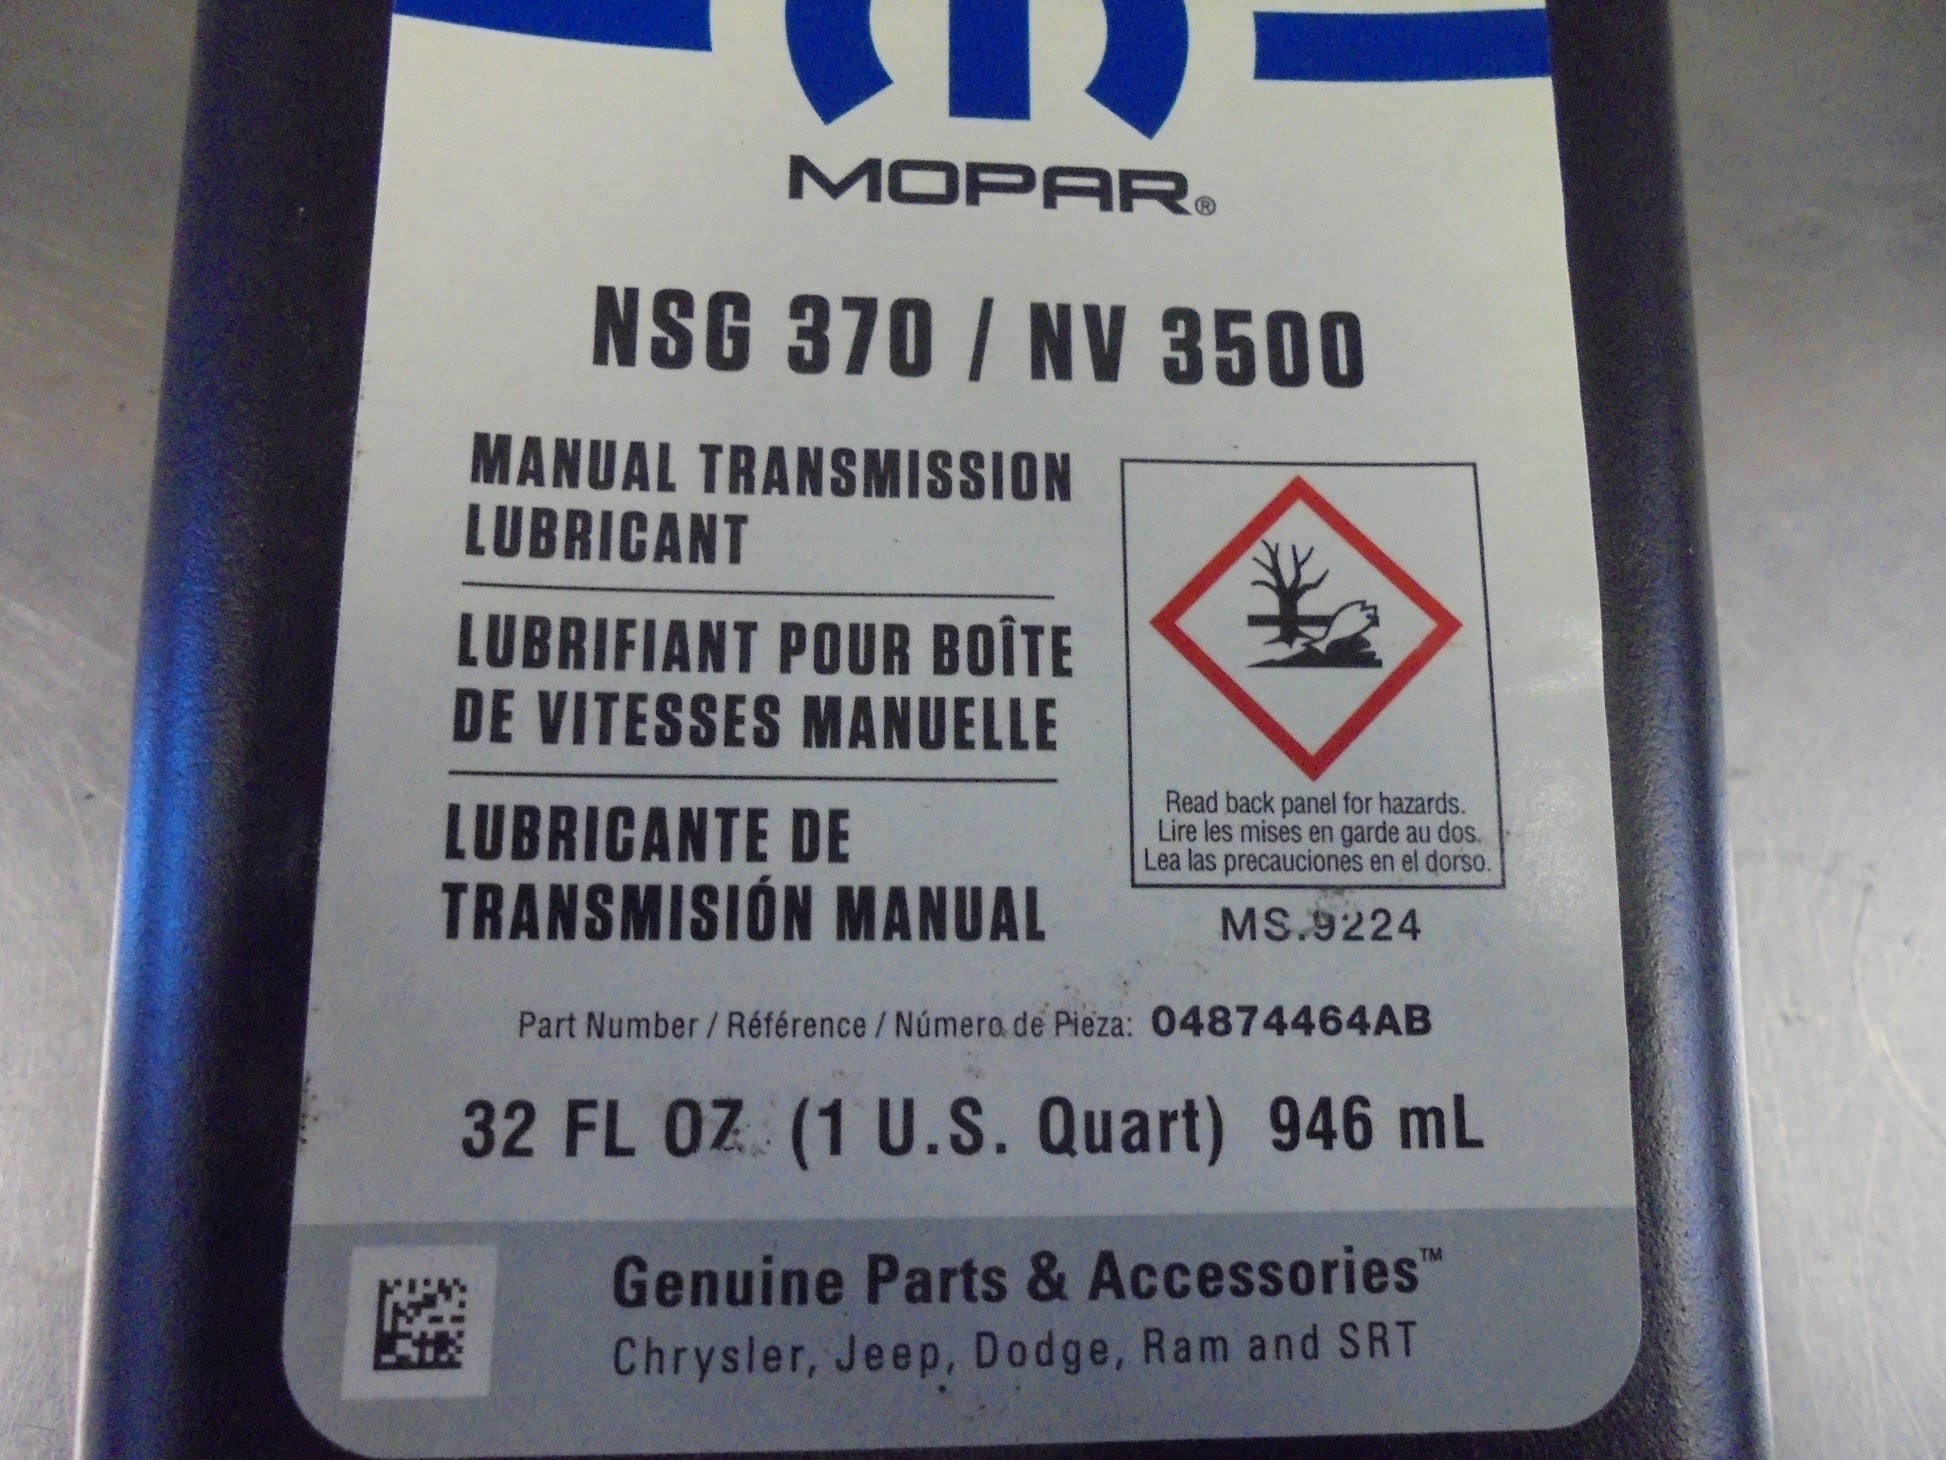 MOPAR®
NSG 370 / NV 3500
MANUAL TRANSMISSION
LUBRICANT
LUBRIFIANT POUR BOÎTE
DE VITESSES MANUELLE
LUBRICANTE DE
TRANSMISIÓN MANUAL
Read back panel for hazards.
Lire les mises en garde au dos.
Lea las precauciones en el dorso.
MS.9224
Part Number / Référence / Número de Pieza: 04874464AB
32 FL OZ (1 U.S. Quart) 946 mL
Genuine Parts & Accessories™
Chrysler, Jeep, Dodge, Ram and SRT